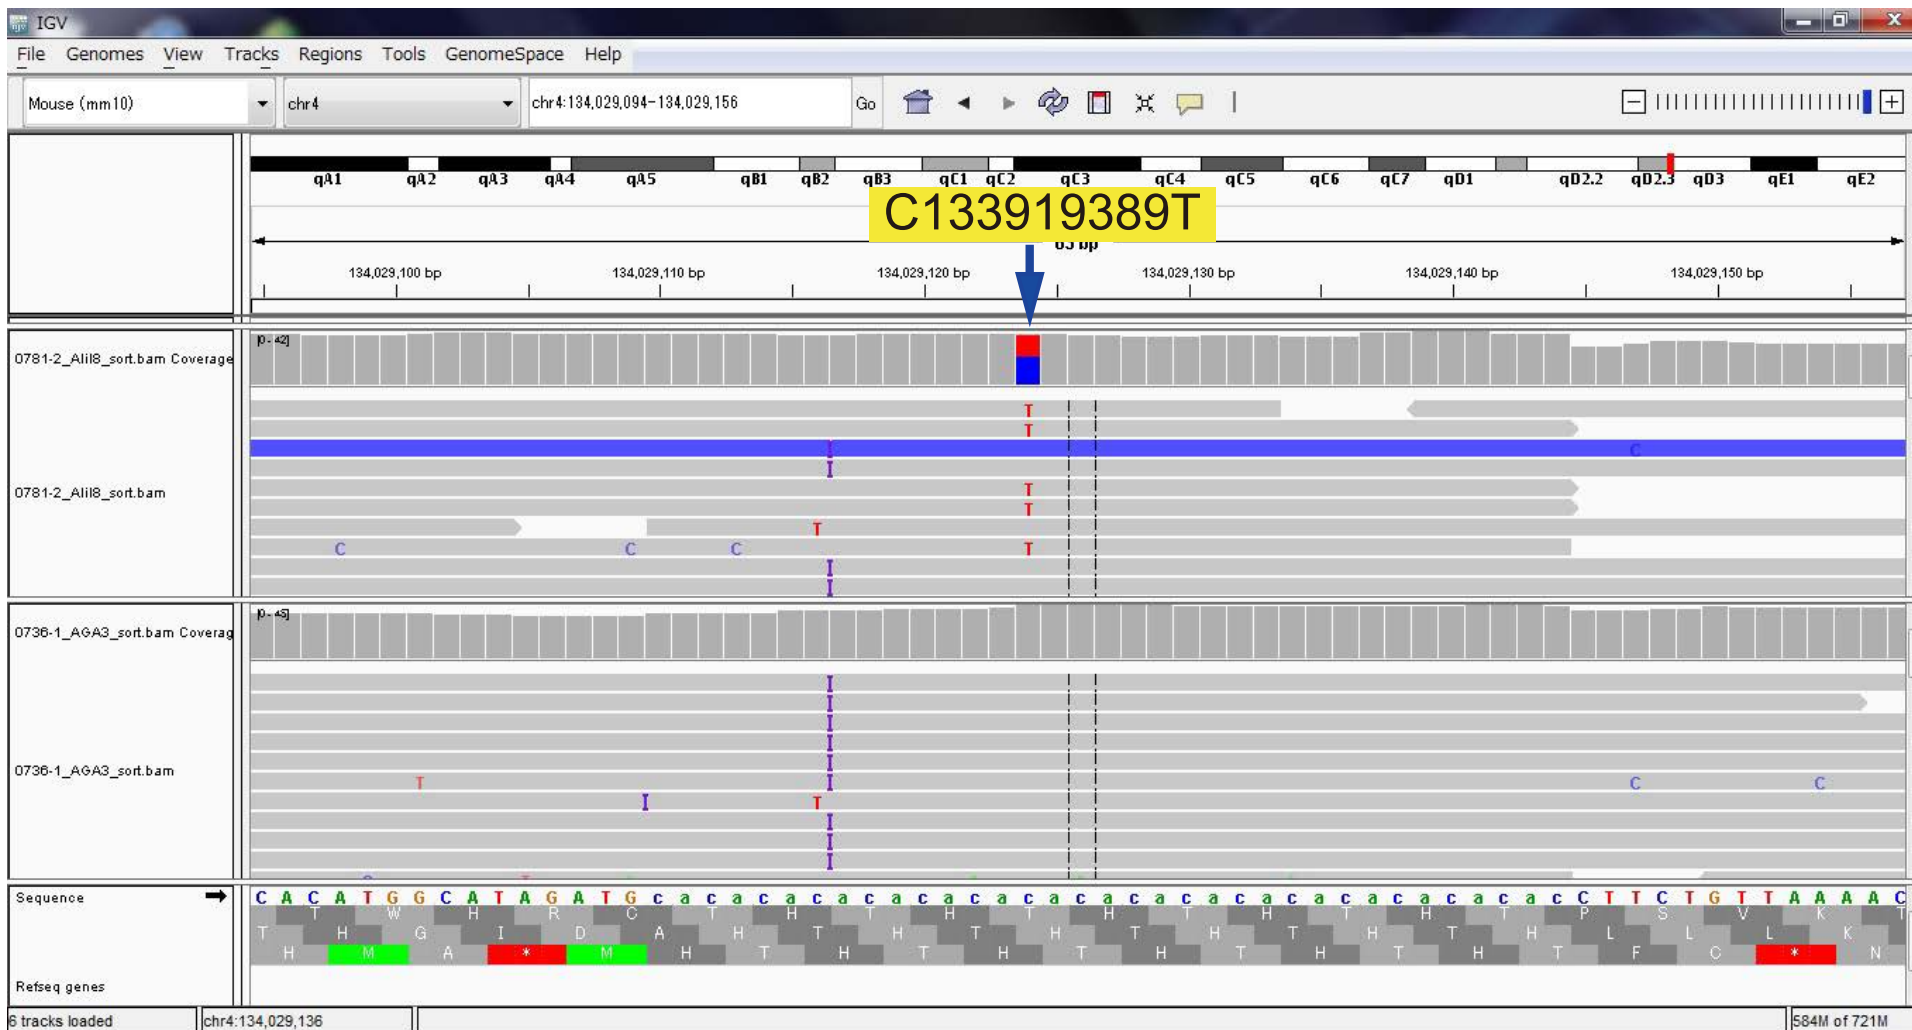 IGV
File Genomes View Tracks Regions Tools GenomeSpace Help
Mouse (mm10) chr4 chr4:134,029,094-134,029,156 Go
qA1 qA2 qA3 qA4 qA5 qB1 qB2 qB3 qC1 qC2 qC3 qC4 qC5 qC6 qC7 qD1 qD2.2 qD2.3 qD3 qE1 qE2
C133919389T
63 bp
134,029,100 bp 134,029,110 bp 134,029,120 bp 134,029,130 bp 134,029,140 bp 134,029,150 bp
[0 - 42]
0781-2_AliI8_sort.bam Coverage
T
T
I C
I
0781-2_AliI8_sort.bam
T
T
T
C C C T
I
I
[0 - 45]
0736-1_AGA3_sort.bam Coverag
I
I
I
I
I
0736-1_AGA3_sort.bam
T I C C
I T
I
I
I
Sequence
C A C A T G G C A T A G A T G c a c a c a c a c a c a c a c a c a c a c a c a c a c a c a c a c a c C T T C T G T T A A A A C
T W H R C T H T H T H T H T H T P S V K T
T H G I D A H T H T H T H T H T H L L L K
H M A * M H T H T H T H T H T H T F C * N
Refseq genes
6 tracks loaded chr4:134,029,136 584M of 721M